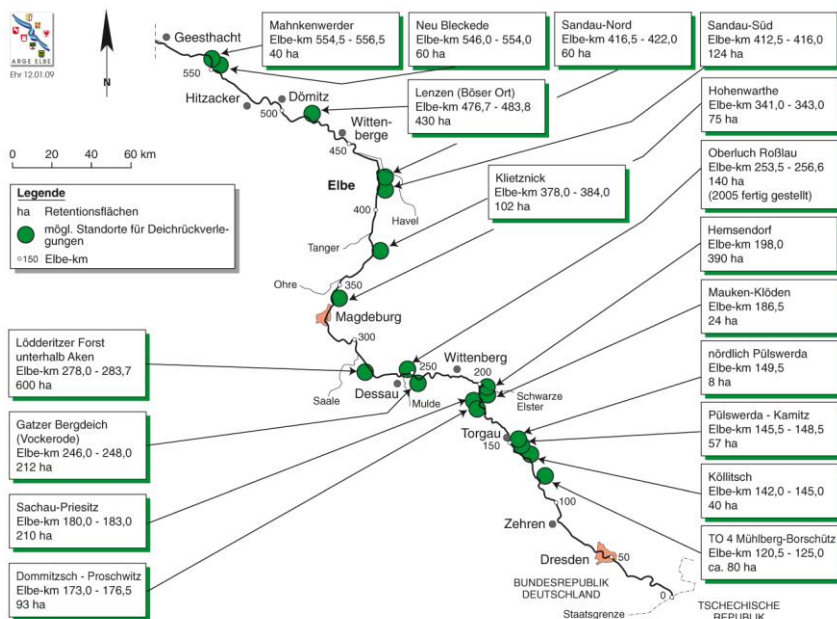 ARGE ELBE
Ehr 12.01.09
N
0 20 40 60 km
Legende
ha Retentionsflächen
mögl. Standorte für Deichrückverle-
gungen
150 Elbe-km
Mahnkenwerder
Elbe-km 554,5 - 556,5
40 ha
Neu Bleckede
Elbe-km 546,0 - 554,0
60 ha
Sandau-Nord
Elbe-km 416,5 - 422,0
60 ha
Sandau-Süd
Elbe-km 412,5 - 416,0
124 ha
Lenzen (Böser Ort)
Elbe-km 476,7 - 483,8
430 ha
Hohenwarthe
Elbe-km 341,0 - 343,0
75 ha
Klietznick
Elbe-km 378,0 - 384,0
102 ha
Oberluch Roßlau
Elbe-km 253,5 - 256,6
140 ha
(2005 fertig gestellt)
Hemsendorf
Elbe-km 198,0
390 ha
Mauken-Klöden
Elbe-km 186,5
24 ha
nördlich Pülswerda
Elbe-km 149,5
8 ha
Pülswerda - Kamitz
Elbe-km 145,5 - 148,5
57 ha
Köllitsch
Elbe-km 142,0 - 145,0
40 ha
TO 4 Mühlberg-Borschütz
Elbe-km 120,5 - 125,0
ca. 80 ha
Lödderitzer Forst
unterhalb Aken
Elbe-km 278,0 - 283,7
600 ha
Gatzer Bergdeich
(Vockerode)
Elbe-km 246,0 - 248,0
212 ha
Sachau-Priesitz
Elbe-km 180,0 - 183,0
210 ha
Dommitzsch - Proschwitz
Elbe-km 173,0 - 176,5
93 ha
Geesthacht
550
Hitzacker
Dömitz
500
Witten-
berge
450
Elbe
400
Havel
Tanger
Ohre
350
Magdeburg
300
Saale
Dessau
250
Mulde
Wittenberg
200
Schwarze
Elster
Torgau
150
100
Zehren
Dresden
50
0
BUNDESREPUBLIK
DEUTSCHLAND
Staatsgrenze
TSCHECHISCHE
REPUBLIK